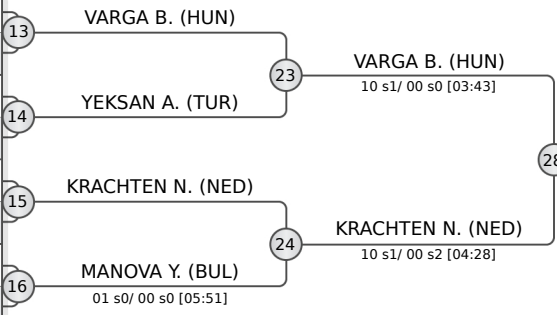 VARGA B. (HUN)
13
23
VARGA B. (HUN)
10 s1/ 00 s0 [03:43]
YEKSAN A. (TUR)
14
28
KRACHTEN N. (NED)
15
24
KRACHTEN N. (NED)
10 s1/ 00 s2 [04:28]
MANOVA Y. (BUL)
16
01 s0/ 00 s0 [05:51]